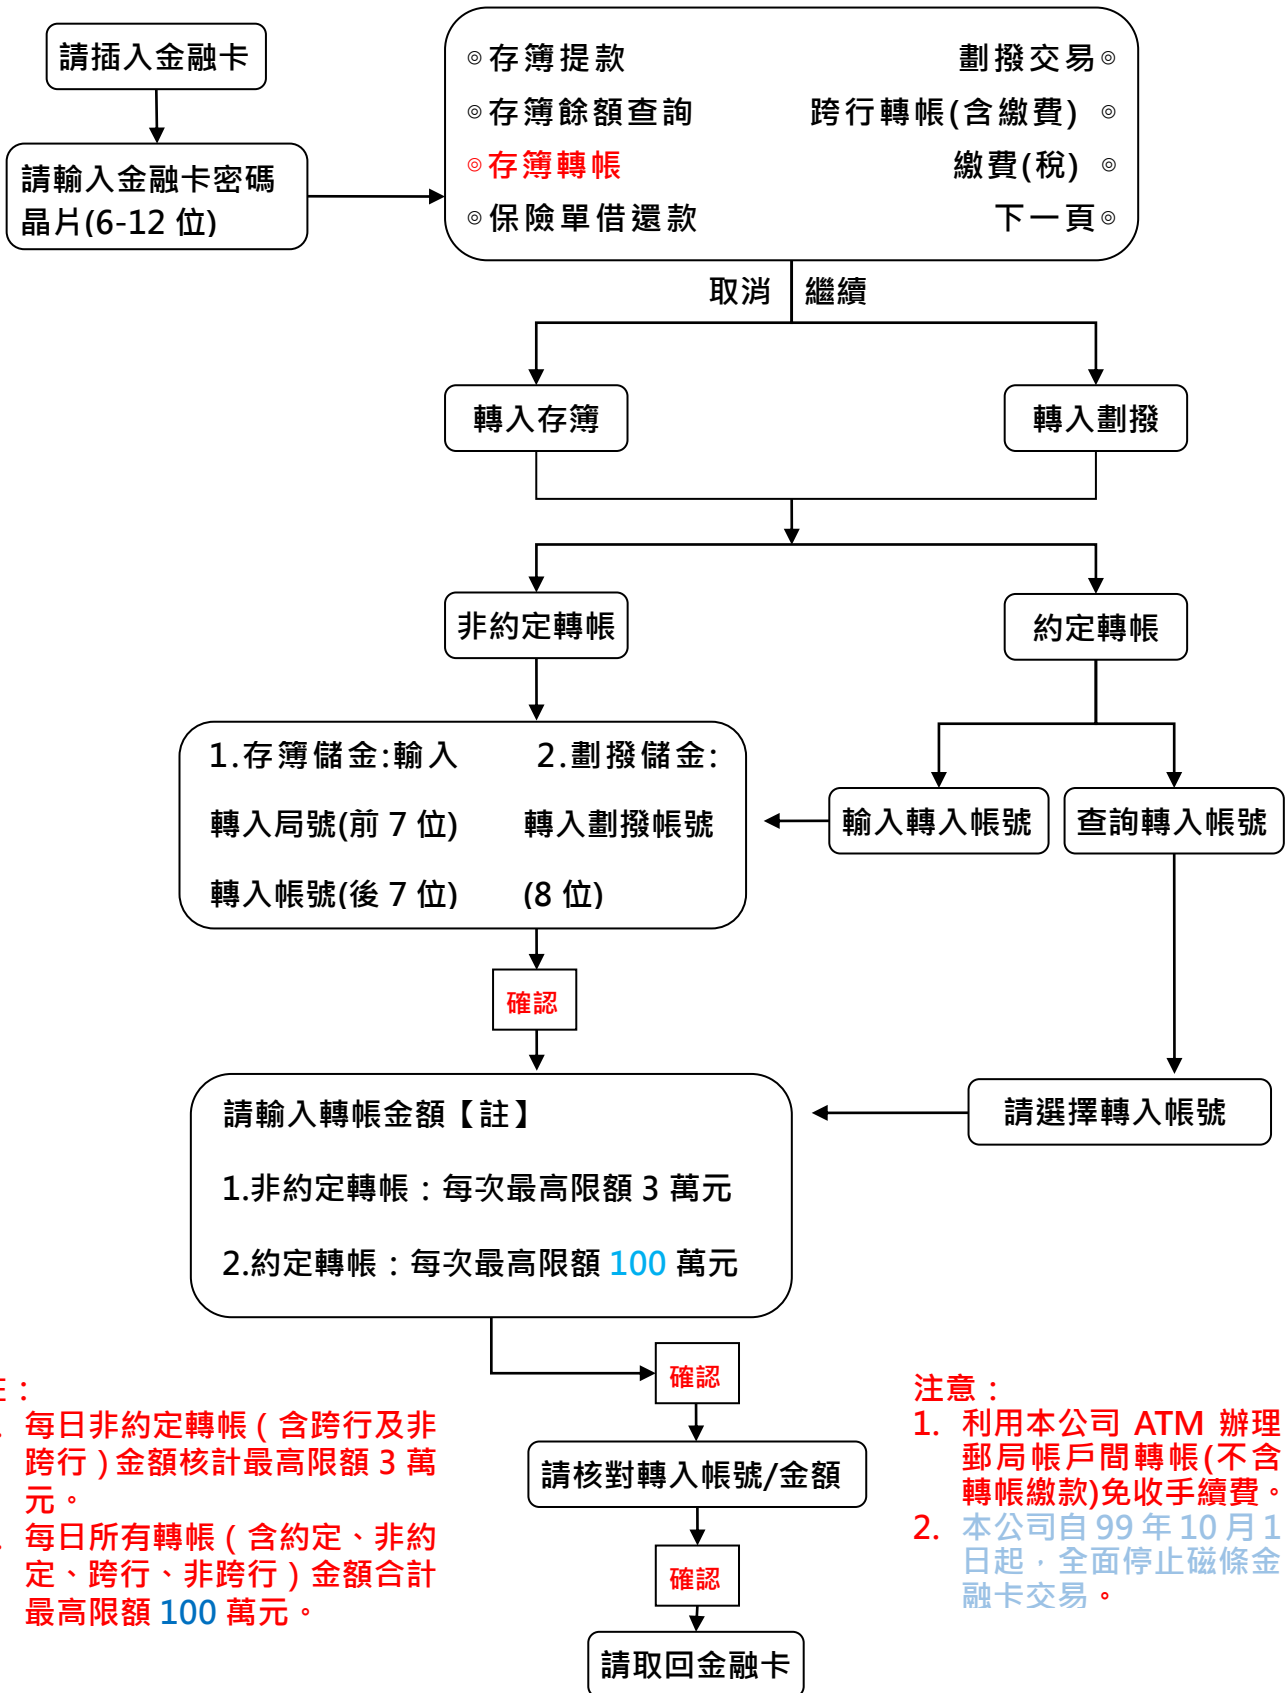 請插入金融卡
請輸入金融卡密碼
晶片(6-12 位)
◎存簿提款 劃撥交易◎
◎存簿餘額查詢 跨行轉帳(含繳費) ◎
◎存簿轉帳 繳費(稅) ◎
◎保險單借還款 下一頁◎
取消 繼續
轉入存簿 轉入劃撥
非約定轉帳 約定轉帳
1.存簿儲金:輸入 2.劃撥儲金:
轉入局號(前 7 位) 轉入劃撥帳號
轉入帳號(後 7 位) (8 位)
輸入轉入帳號 查詢轉入帳號
確認
請輸入轉帳金額【註】
1.非約定轉帳：每次最高限額 3 萬元
2.約定轉帳：每次最高限額 100 萬元
請選擇轉入帳號
確認
請核對轉入帳號/金額
確認
請取回金融卡
：
每日非約定轉帳（含跨行及非
跨行）金額核計最高限額 3 萬
元。
每日所有轉帳（含約定、非約
定、跨行、非跨行）金額合計
最高限額 100 萬元。
注意：
1. 利用本公司 ATM 辦理
郵局帳戶間轉帳(不含
轉帳繳款)免收手續費。
2. 本公司自 99 年 10 月 1
日起，全面停止磁條金
融卡交易。